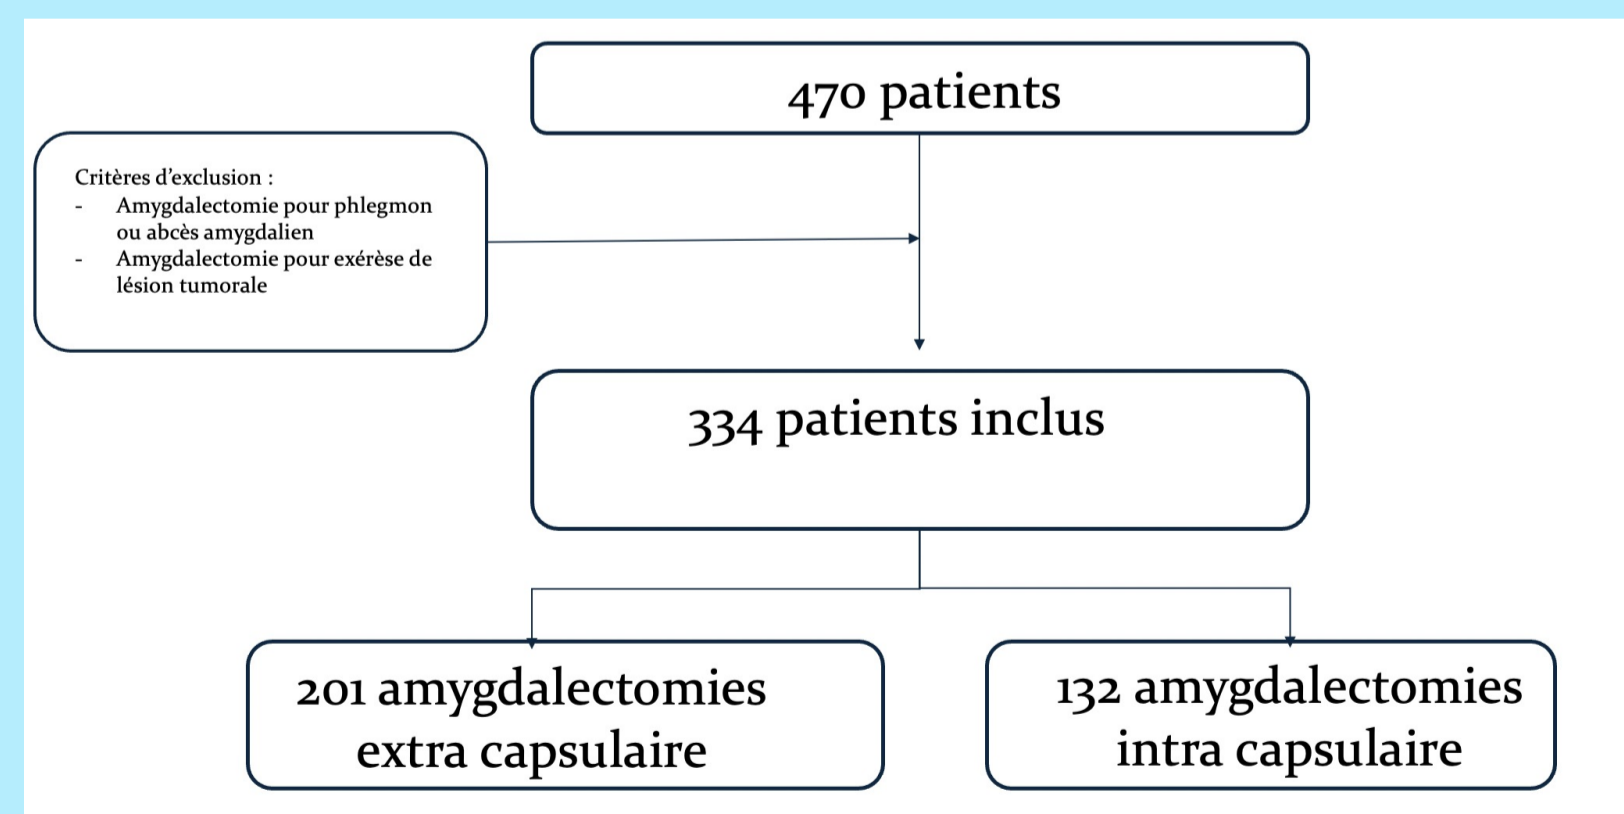 470 patients
Critères d'exclusion :
- Amygdalectomie pour phlegmon
ou abcès amygdalien
- Amygdalectomie pour exérèse de
lésion tumorale
334 patients inclus
201 amygdalectomies
extra capsulaire
132 amygdalectomies
intra capsulaire